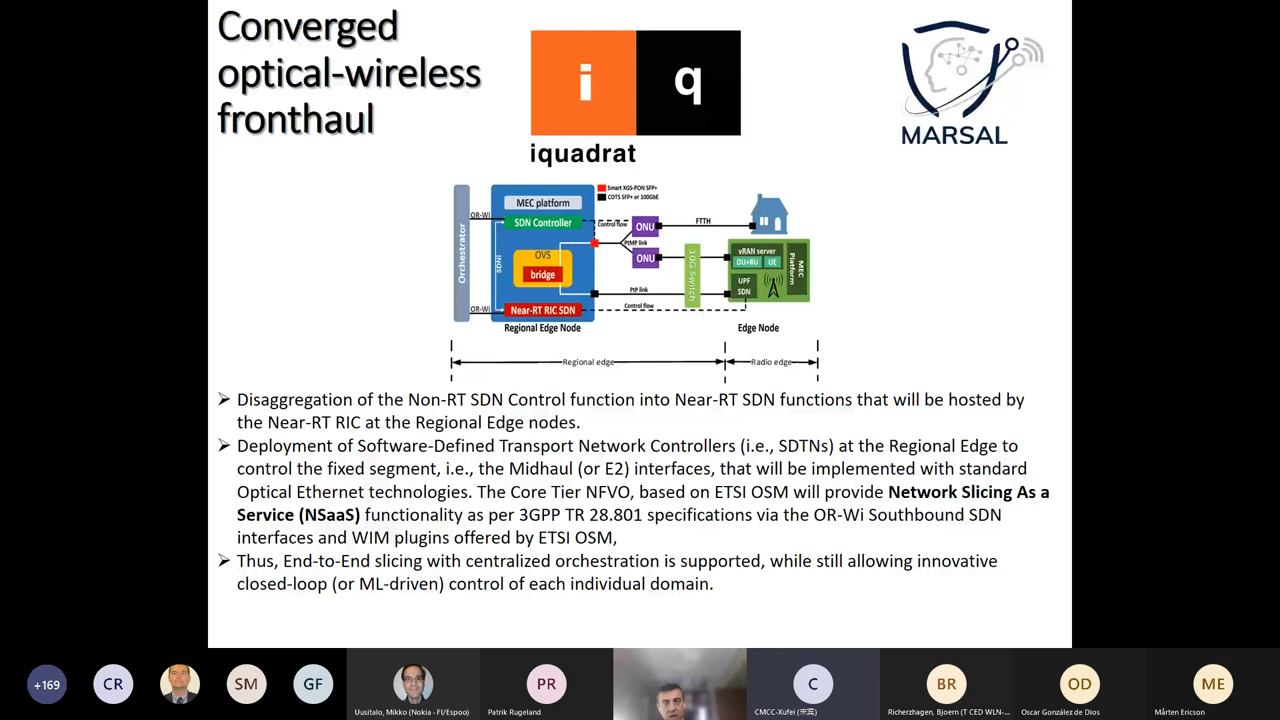 Converged
optical-wireless
fronthaul
i q
iquadrat
MARSAL
Smart XGS-PON SFP+
COTS SFP+ or 100GbE
Orchestrator
OR-Wi
OR-Wi
SDNi
MEC platform
SDN Controller
OVS
bridge
Near-RT RIC SDN
Regional Edge Node
Control flow
ONU
FTTH
PtMP link
ONU
10G Switch
PtP link
Control flow
vRAN server
DU+RU
UE
UPF
SDN
MEC
Platform
Edge Node
Regional edge
Radio edge
➢ Disaggregation of the Non-RT SDN Control function into Near-RT SDN functions that will be hosted by
the Near-RT RIC at the Regional Edge nodes.
➢ Deployment of Software-Defined Transport Network Controllers (i.e., SDTNs) at the Regional Edge to
control the fixed segment, i.e., the Midhaul (or E2) interfaces, that will be implemented with standard
Optical Ethernet technologies. The Core Tier NFVO, based on ETSI OSM will provide Network Slicing As a
Service (NSaaS) functionality as per 3GPP TR 28.801 specifications via the OR-Wi Southbound SDN
interfaces and WIM plugins offered by ETSI OSM,
➢ Thus, End-to-End slicing with centralized orchestration is supported, while still allowing innovative
closed-loop (or ML-driven) control of each individual domain.
+169
CR
SM
GF
Uusitalo, Mikko (Nokia - FI/Espoo)
PR
Patrik Rugeland
C
BR
Richerzhagen, Bjoern (T CED WLN-...
OD
Oscar González de Dios
ME
Mårten Ericson